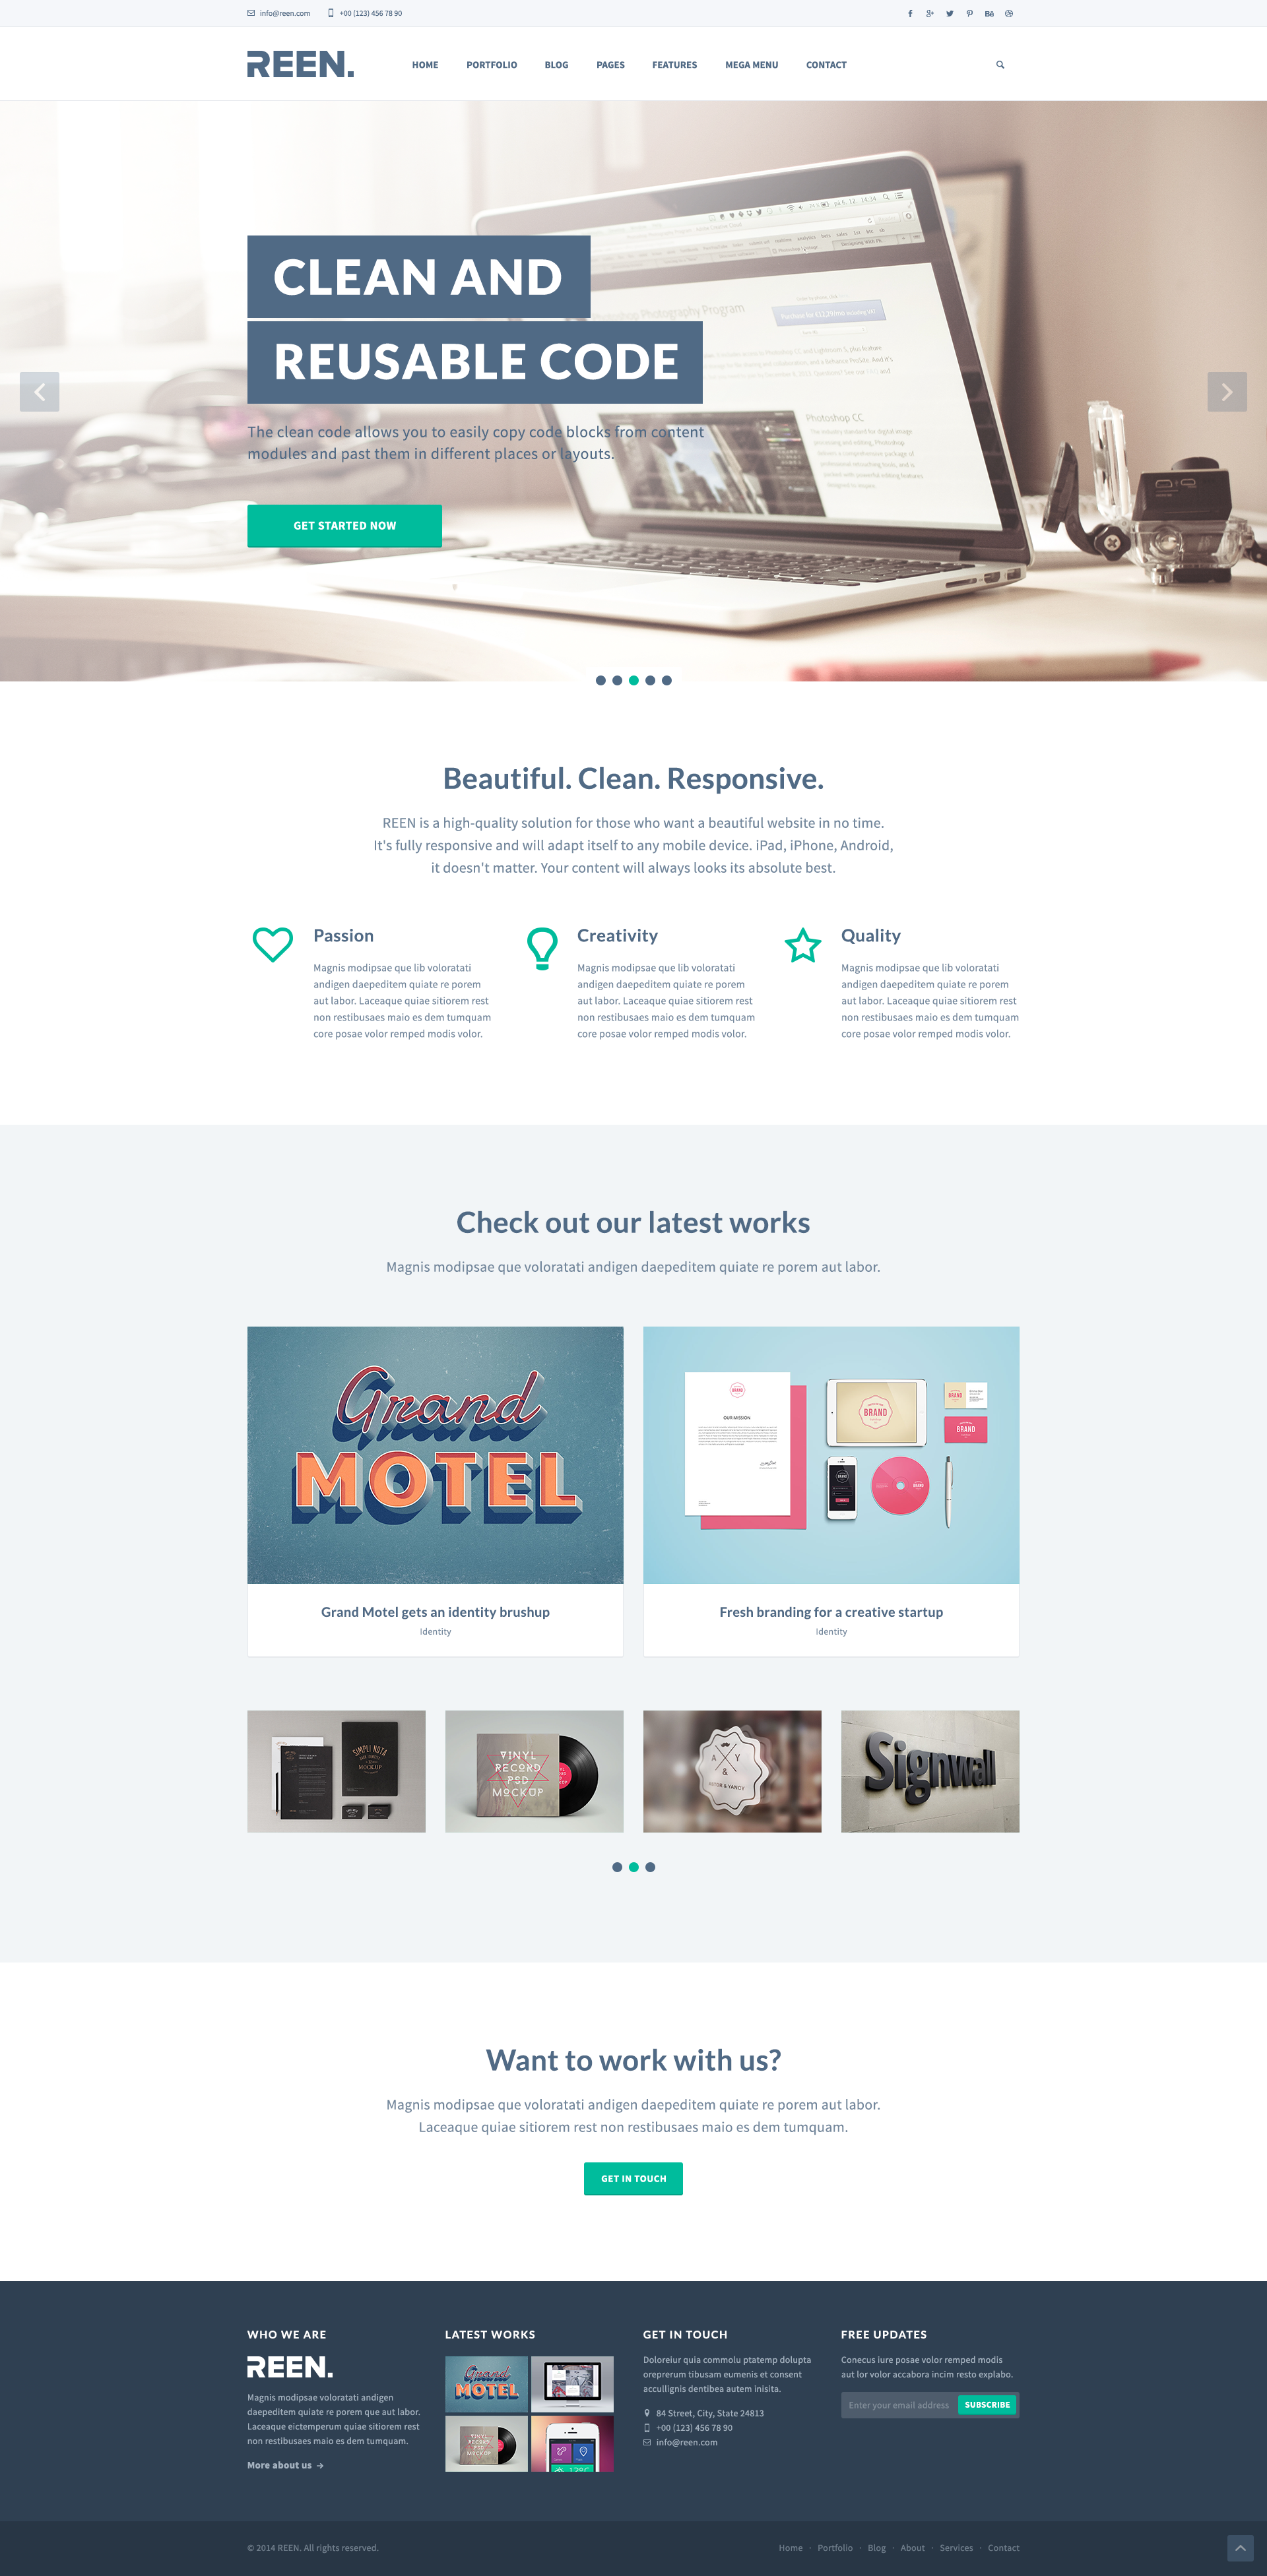 info@reen.com +00 (123) 456 78 90
REEN.
HOME PORTFOLIO BLOG PAGES FEATURES MEGA MENU CONTACT
CLEAN AND
REUSABLE CODE
The clean code allows you to easily copy code blocks from content
modules and past them in different places or layouts.
GET STARTED NOW
Photoshop CC
Beautiful. Clean. Responsive.
REEN is a high-quality solution for those who want a beautiful website in no time.
It's fully responsive and will adapt itself to any mobile device. iPad, iPhone, Android,
it doesn't matter. Your content will always looks its absolute best.
Passion
Magnis modipsae que lib voloratati
andigen daepeditem quiate re porem
aut labor. Laceaque quiae sitiorem rest
non restibusaes maio es dem tumquam
core posae volor remped modis volor.
Creativity
Magnis modipsae que lib voloratati
andigen daepeditem quiate re porem
aut labor. Laceaque quiae sitiorem rest
non restibusaes maio es dem tumquam
core posae volor remped modis volor.
Quality
Magnis modipsae que lib voloratati
andigen daepeditem quiate re porem
aut labor. Laceaque quiae sitiorem rest
non restibusaes maio es dem tumquam
core posae volor remped modis volor.
Check out our latest works
Magnis modipsae que voloratati andigen daepeditem quiate re porem aut labor.
Grand
MOTEL
BRAND
OUR MISSION
BRAND
BRAND
BRAND
Grand Motel gets an identity brushup
Identity
Fresh branding for a creative startup
Identity
SIMPLI NOTA
MOCKUP
VINYL
RECORD
PSD
MOCKUP
A Y
&
ASTOR & YANCY
Signwall
Want to work with us?
Magnis modipsae que voloratati andigen daepeditem quiate re porem aut labor.
Laceaque quiae sitiorem rest non restibusaes maio es dem tumquam.
GET IN TOUCH
WHO WE ARE
REEN.
Magnis modipsae voloratati andigen
daepeditem quiate re porem que aut labor.
Laceaque eictemperum quiae sitiorem rest
non restibusaes maio es dem tumquam.
More about us →
LATEST WORKS
Grand
MOTEL
VINYL
RECORD
PSD
MOCKUP
GET IN TOUCH
Doloreiur quia commolu ptatemp dolupta
oreprerum tibusam eumenis et consent
accullignis dentibea autem inisita.
84 Street, City, State 24813
+00 (123) 456 78 90
info@reen.com
FREE UPDATES
Conecus iure posae volor remped modis
aut lor volor accabora incim resto explabo.
Enter your email address SUBSCRIBE
© 2014 REEN. All rights reserved.
Home · Portfolio · Blog · About · Services · Contact